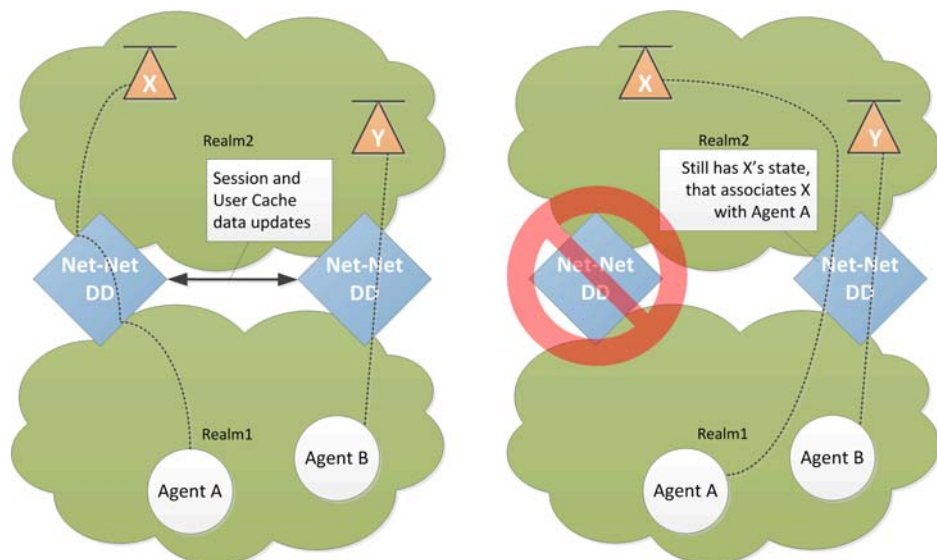 X
Y
Realm2
Session and
User Cache
data updates
Net-Net
DD
Net-Net
DD
Realm1
Agent A
Agent B
X
Y
Realm2
Still has X's state,
that associates X
with Agent A
Net-Net
DD
Net-Net
DD
Realm1
Agent A
Agent B